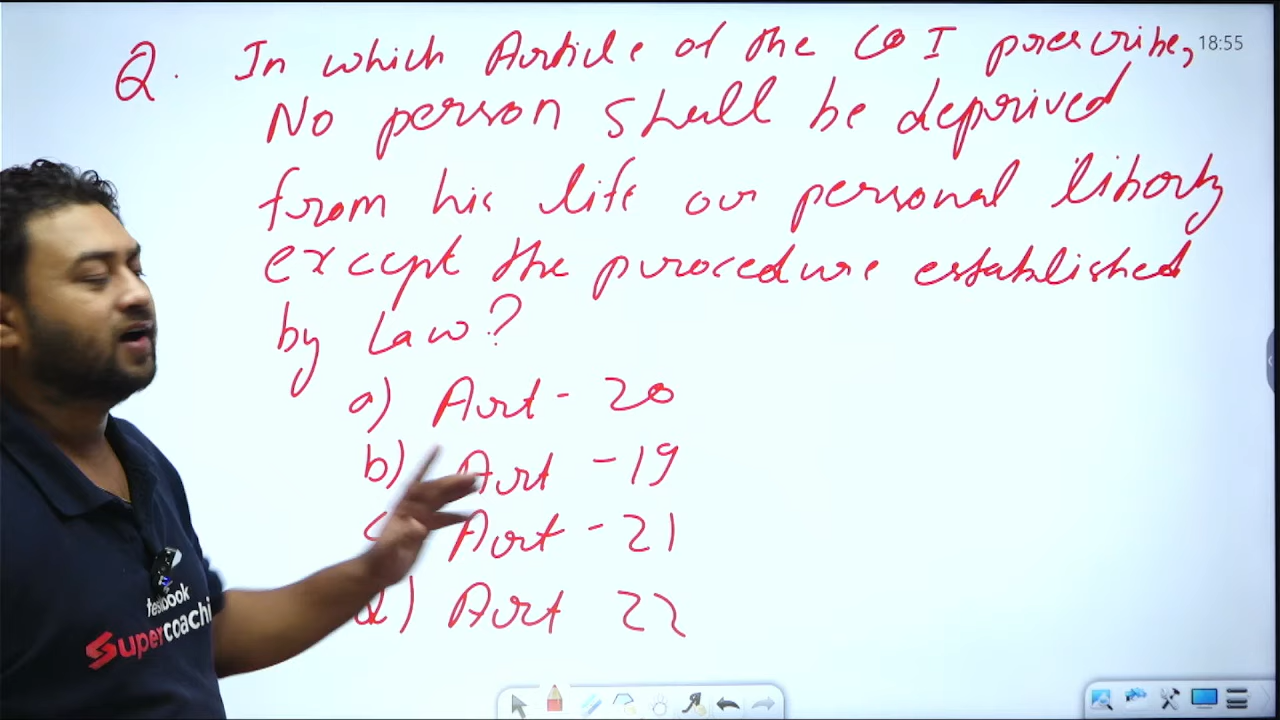 Q. In which Article of the CoI prescribe,
18:55
No person shall be deprived
from his life or personal liberty
except the procedure established
by Law?
a) Art - 20
b) Art - 19
c) Art - 21
d) Art 22
testbook
Supercoachi